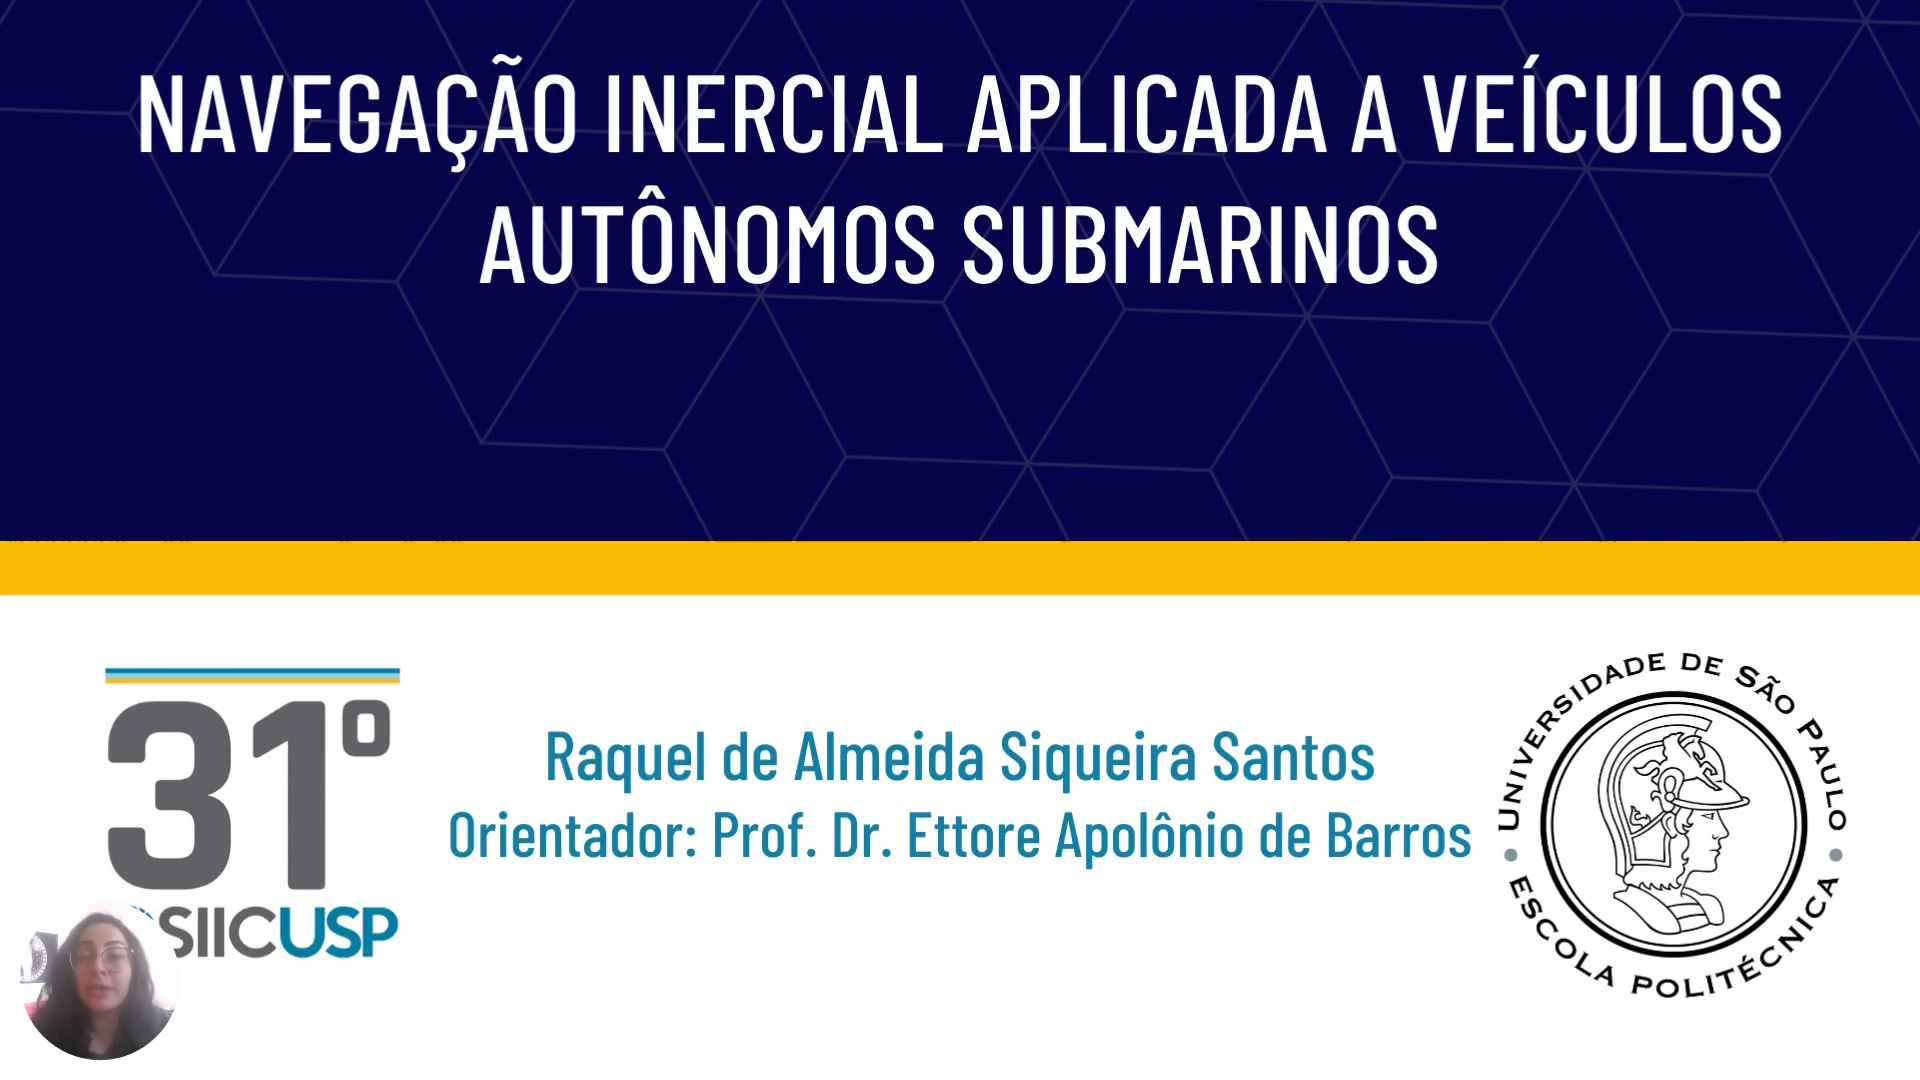 NAVEGAÇÃO INERCIAL APLICADA A VEÍCULOS
AUTÔNOMOS SUBMARINOS
31º
SIICUSP
Raquel de Almeida Siqueira Santos
Orientador: Prof. Dr. Ettore Apolônio de Barros
UNIVERSIDADE DE SÃO PAULO
ESCOLA POLITÉCNICA